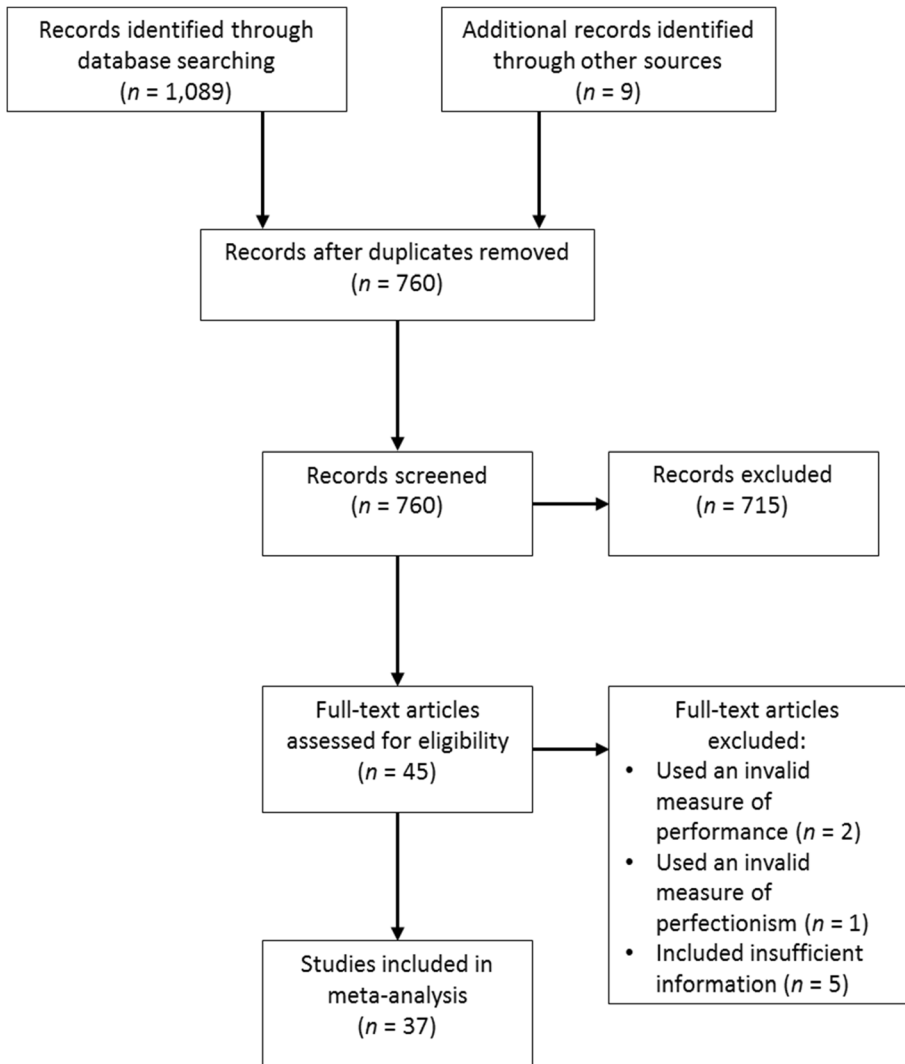 Records identified through
database searching
(n = 1,089)
Additional records identified
through other sources
(n = 9)
Records after duplicates removed
(n = 760)
Records screened
(n = 760)
Records excluded
(n = 715)
Full-text articles
assessed for eligibility
(n = 45)
Full-text articles
excluded:
• Used an invalid
measure of
performance (n = 2)
• Used an invalid
measure of
perfectionism (n = 1)
• Included insufficient
information (n = 5)
Studies included in
meta-analysis
(n = 37)